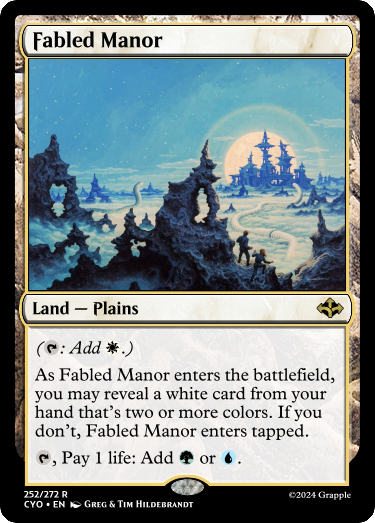 Fabled Manor
Land — Plains
(: Add .)
As Fabled Manor enters the battlefield,
you may reveal a white card from your
hand that's two or more colors. If you
don't, Fabled Manor enters tapped.
, Pay 1 life: Add or .
252/272 R
CYO • EN Greg & Tim Hildebrandt
©2024 Grapple